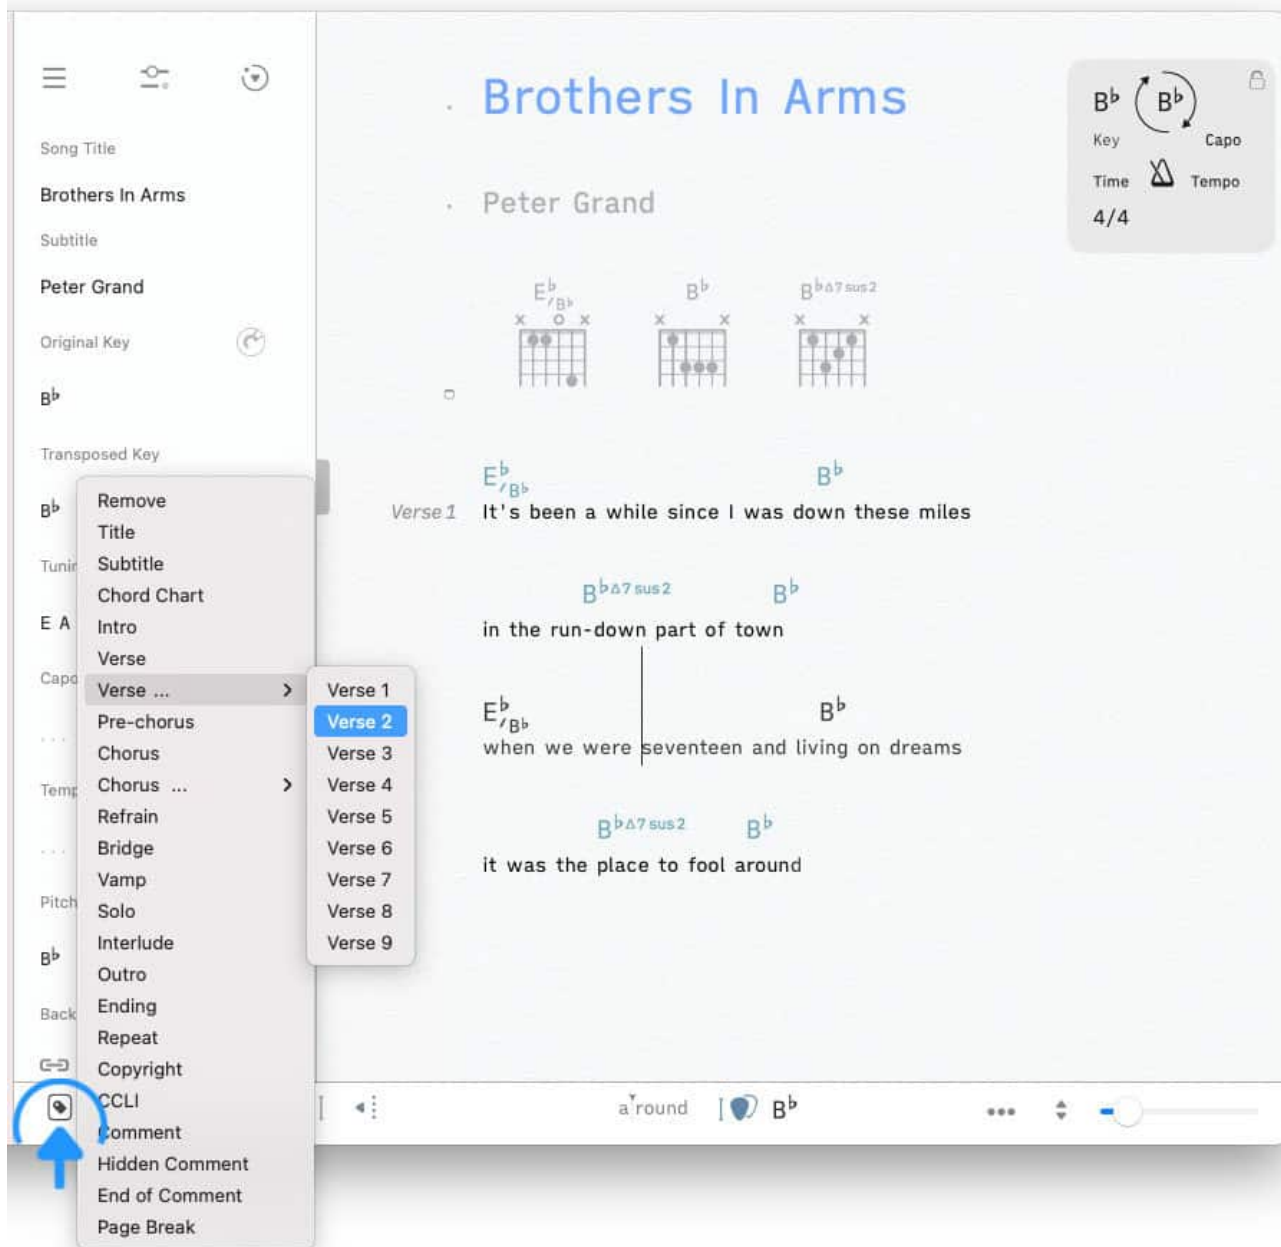 Song Title
Brothers In Arms
Subtitle
Peter Grand
Original Key
B♭
Transposed Key
B♭
E A
Capo
. . .
. . .
Pitch
B♭
Back
Remove
Title
Subtitle
Chord Chart
Intro
Verse
Verse ...
Pre-chorus
Chorus
Chorus ...
Refrain
Bridge
Vamp
Solo
Interlude
Outro
Ending
Repeat
Copyright
CCLI
Comment
Hidden Comment
End of Comment
Page Break
Verse 1
Verse 2
Verse 3
Verse 4
Verse 5
Verse 6
Verse 7
Verse 8
Verse 9
Brothers In Arms
Peter Grand
B♭ B♭
Key Capo
Time Tempo
4/4
E♭/B♭ B♭ B♭Δ7sus2
x o x x x x x
E♭/B♭ B♭
Verse 1 It's been a while since I was down these miles
B♭Δ7sus2 B♭
in the run-down part of town
E♭/B♭ B♭
when we were seventeen and living on dreams
B♭Δ7sus2 B♭
it was the place to fool around
a▾round B♭